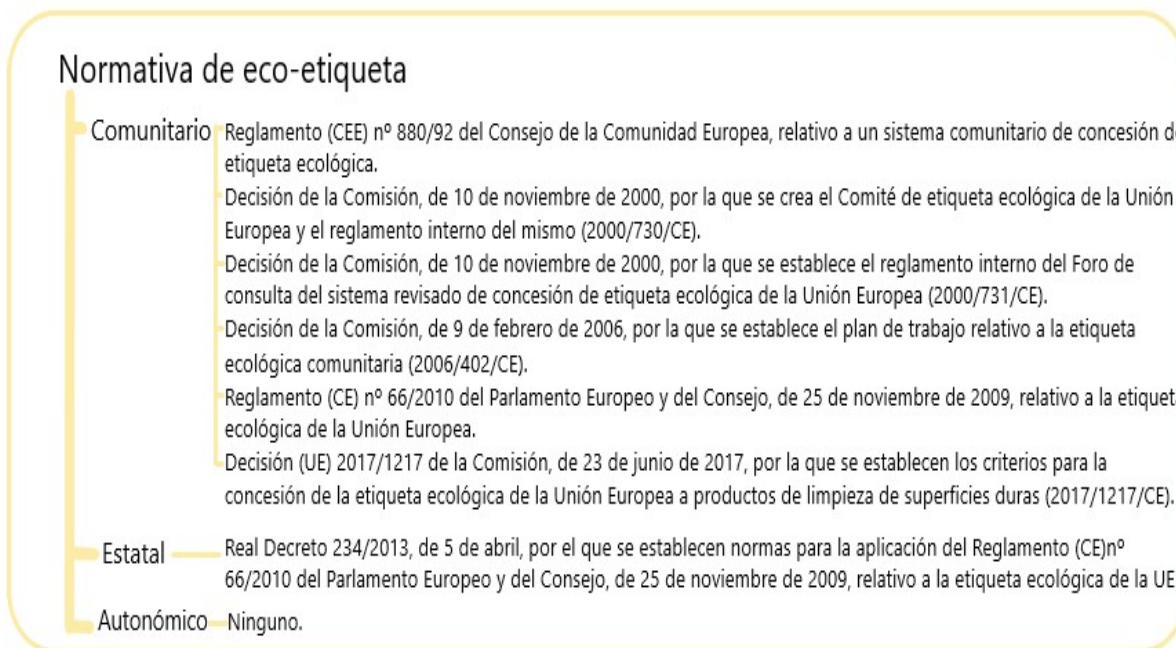 Normativa de eco-etiqueta
Comunitario
Reglamento (CEE) nº 880/92 del Consejo de la Comunidad Europea, relativo a un sistema comunitario de concesión d
etiqueta ecológica.
Decisión de la Comisión, de 10 de noviembre de 2000, por la que se crea el Comité de etiqueta ecológica de la Unión
Europea y el reglamento interno del mismo (2000/730/CE).
Decisión de la Comisión, de 10 de noviembre de 2000, por la que se establece el reglamento interno del Foro de
consulta del sistema revisado de concesión de etiqueta ecológica de la Unión Europea (2000/731/CE).
Decisión de la Comisión, de 9 de febrero de 2006, por la que se establece el plan de trabajo relativo a la etiqueta
ecológica comunitaria (2006/402/CE).
Reglamento (CE) nº 66/2010 del Parlamento Europeo y del Consejo, de 25 de noviembre de 2009, relativo a la etiquet
ecológica de la Unión Europea.
Decisión (UE) 2017/1217 de la Comisión, de 23 de junio de 2017, por la que se establecen los criterios para la
concesión de la etiqueta ecológica de la Unión Europea a productos de limpieza de superficies duras (2017/1217/CE).
Estatal
Real Decreto 234/2013, de 5 de abril, por el que se establecen normas para la aplicación del Reglamento (CE)nº
66/2010 del Parlamento Europeo y del Consejo, de 25 de noviembre de 2009, relativo a la etiqueta ecológica de la UE
Autonómico
Ninguno.